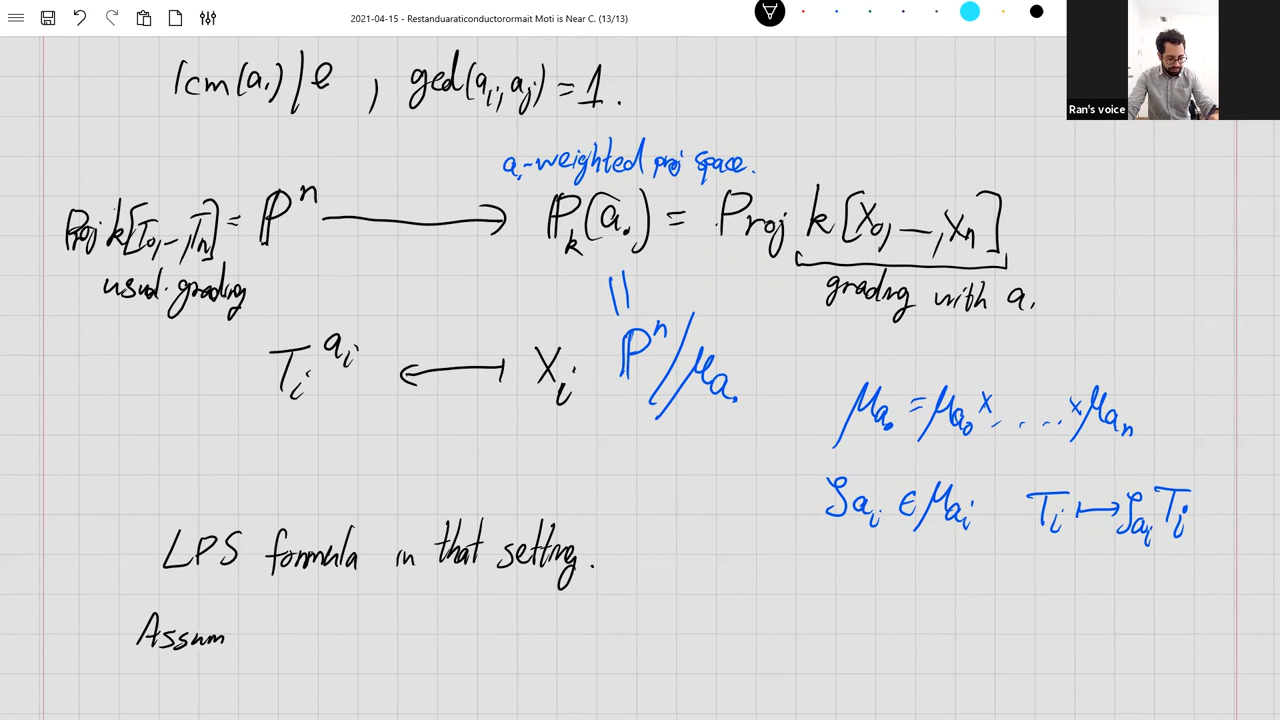 2021-04-15 - Restanduaraticonductorormait Moti is Near C. (13/13)
Ran's voice
lcm(a.) | e , gcd(a_i, a_j) = 1.
a.-weighted proj space.
Proj k[T_0, –, T_n] = ℙ^n ⟶ ℙ_k(a.) = Proj k[X_0, —, X_n]
usual grading
grading with a.
T_i^{a_i} ⟵| X_i
|| ℙ^n / μ_{a.}
μ_{a.} = μ_{a_0} × . . . . × μ_{a_n}
ζ_{a_i} ∈ μ_{a_i} T_i ↦ ζ_{a_i} T_i
LPS formula in that setting.
Assum